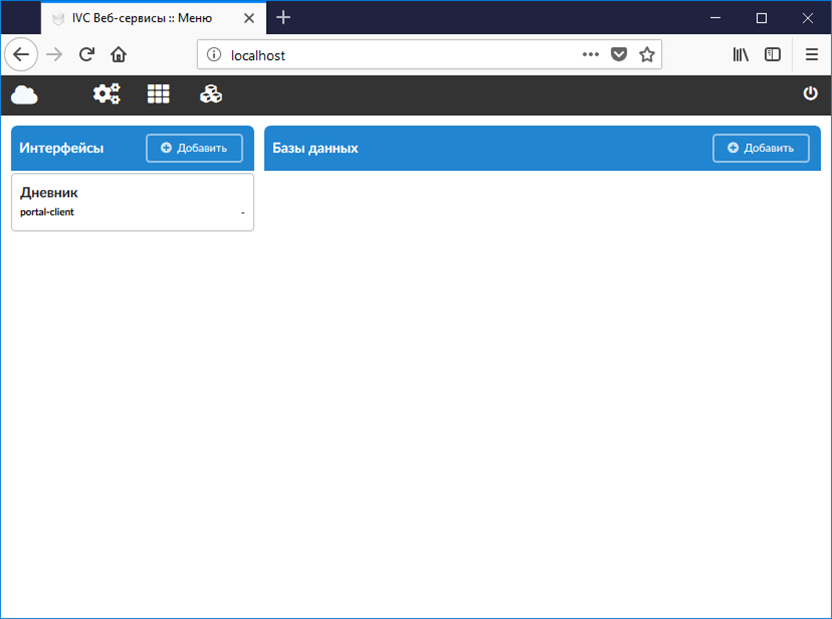 IVC Веб-сервисы :: Меню
localhost
Интерфейсы
Добавить
Базы данных
Добавить
Дневник
portal-client
-